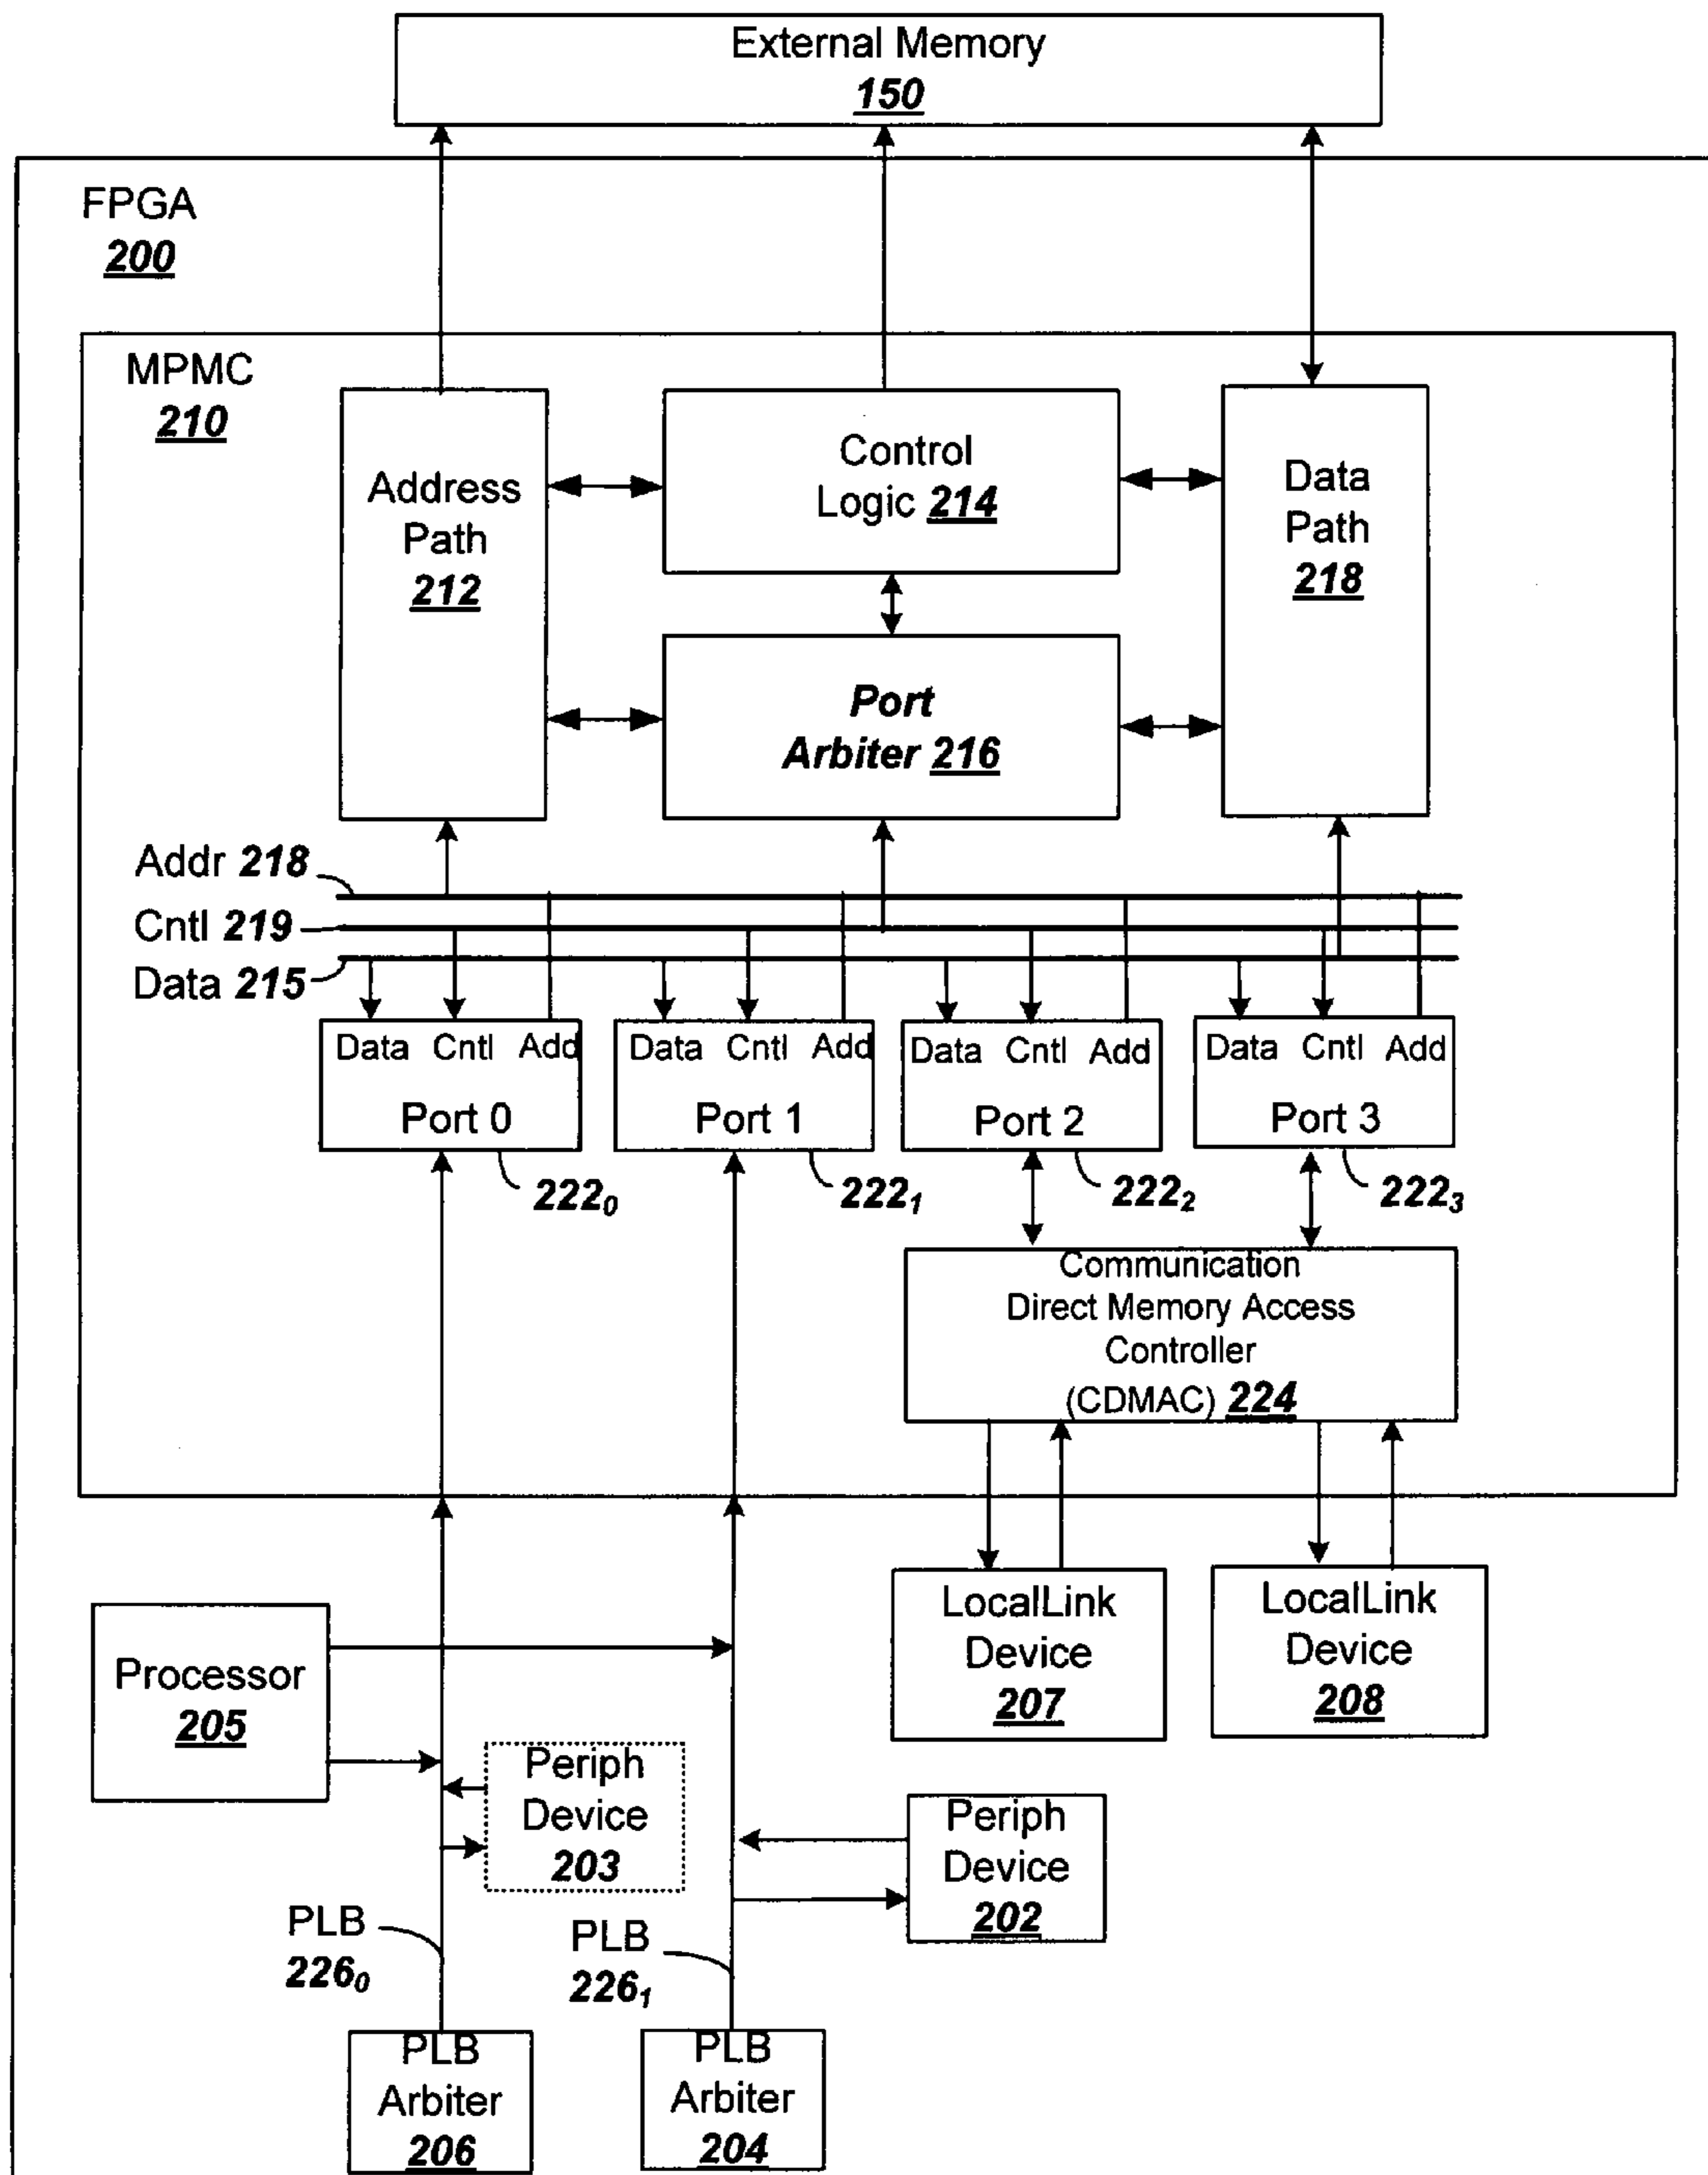 External Memory
150
FPGA
200
MPMC
210
Address
Path
212
Control
Logic 214
Data
Path
218
Port
Arbiter 216
Addr 218
Cntl 219
Data 215
Data Cntl Add
Port 0
Data Cntl Add
Port 1
Data Cntl Add
Port 2
Data Cntl Add
Port 3
222₀
222₁
222₂
222₃
Communication
Direct Memory Access
Controller
(CDMAC) 224
LocalLink
Device
207
LocalLink
Device
208
Processor
205
Periph
Device
203
Periph
Device
202
PLB
226₀
PLB
226₁
PLB
Arbiter
206
PLB
Arbiter
204